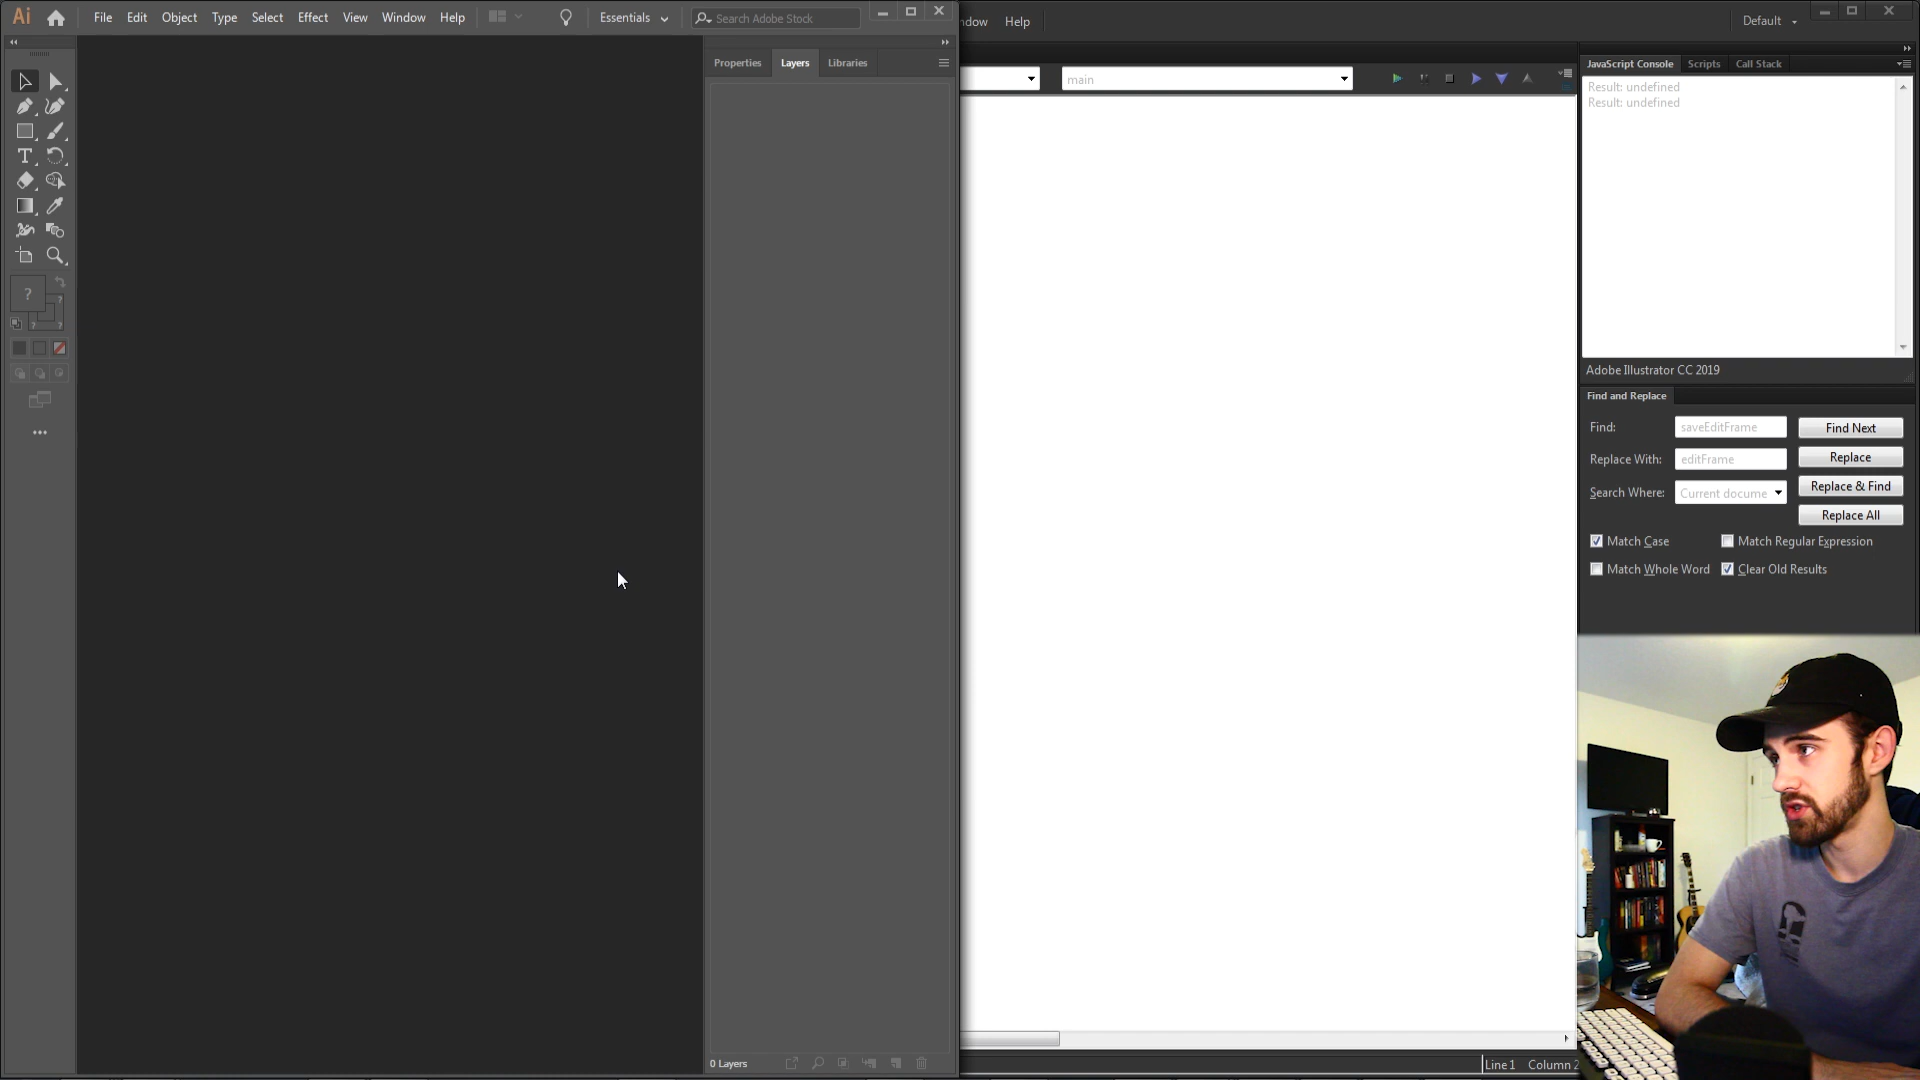 Ai File Edit Object Type Select Effect View Window Help Essentials Search Adobe Stock
Properties Layers Libraries
T
?
?
?
?
0 Layers
ndow Help Default
main
JavaScript Console Scripts Call Stack
Result: undefined
Result: undefined
Adobe Illustrator CC 2019
Find and Replace
Find: saveEditFrame Find Next
Replace With: editFrame Replace
Search Where: Current docume Replace & Find
Replace All
Match Case Match Regular Expression
Match Whole Word Clear Old Results
Line 1 Column 2